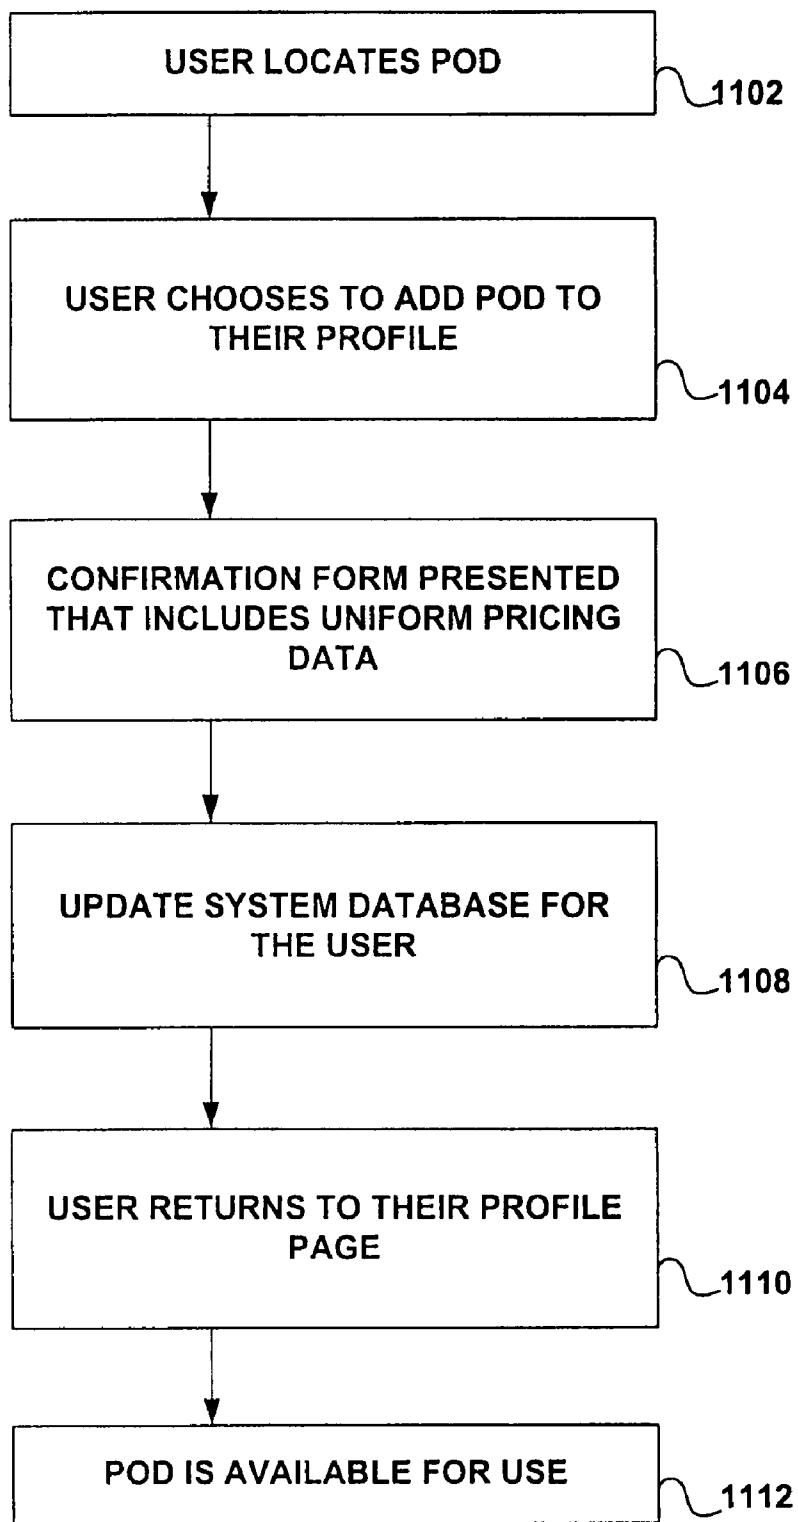 USER LOCATES POD
1102
USER CHOOSES TO ADD POD TO
THEIR PROFILE
1104
CONFIRMATION FORM PRESENTED
THAT INCLUDES UNIFORM PRICING
DATA
1106
UPDATE SYSTEM DATABASE FOR
THE USER
1108
USER RETURNS TO THEIR PROFILE
PAGE
1110
POD IS AVAILABLE FOR USE
1112